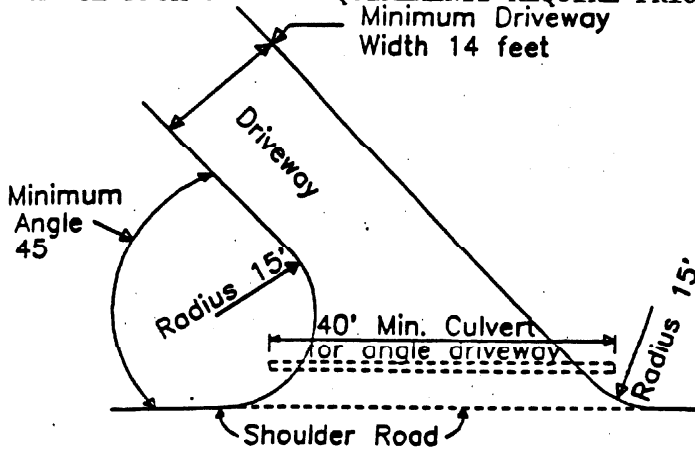 Minimum Driveway
Width 14 feet
Driveway
Minimum
Angle
45
Radius 15'
40' Min. Culvert
for angle driveway
Radius 15'
Shoulder Road